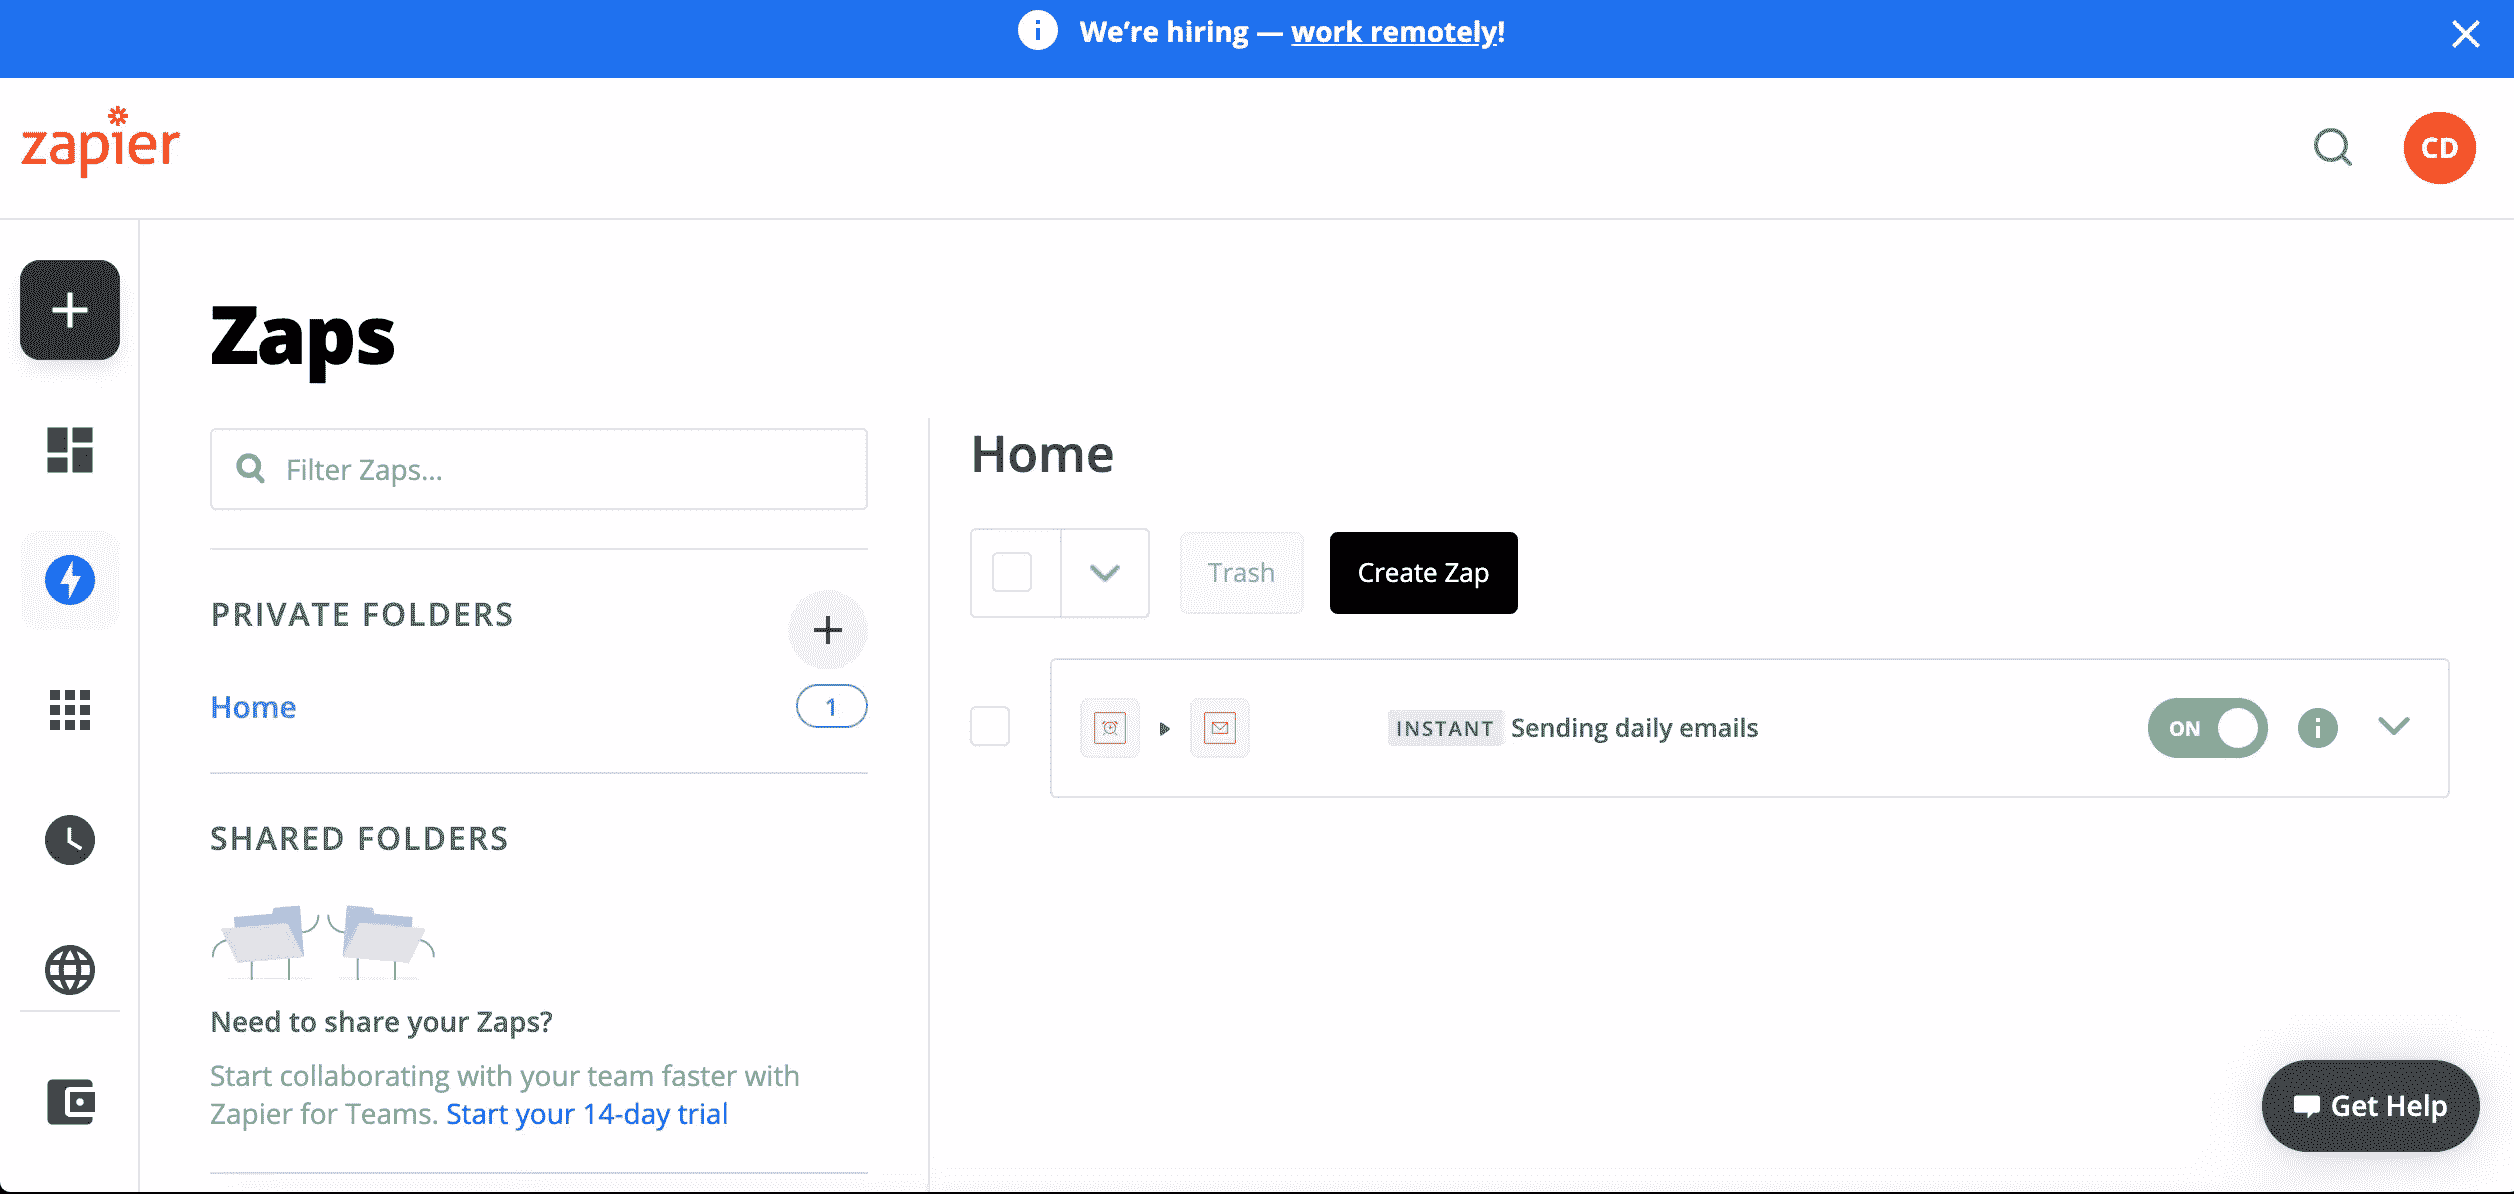 We're hiring — work remotely!
zapier
CD
Zaps
Filter Zaps...
PRIVATE FOLDERS
Home
1
SHARED FOLDERS
Need to share your Zaps?
Start collaborating with your team faster with
Zapier for Teams. Start your 14-day trial
Home
Trash
Create Zap
INSTANT Sending daily emails
ON
Get Help